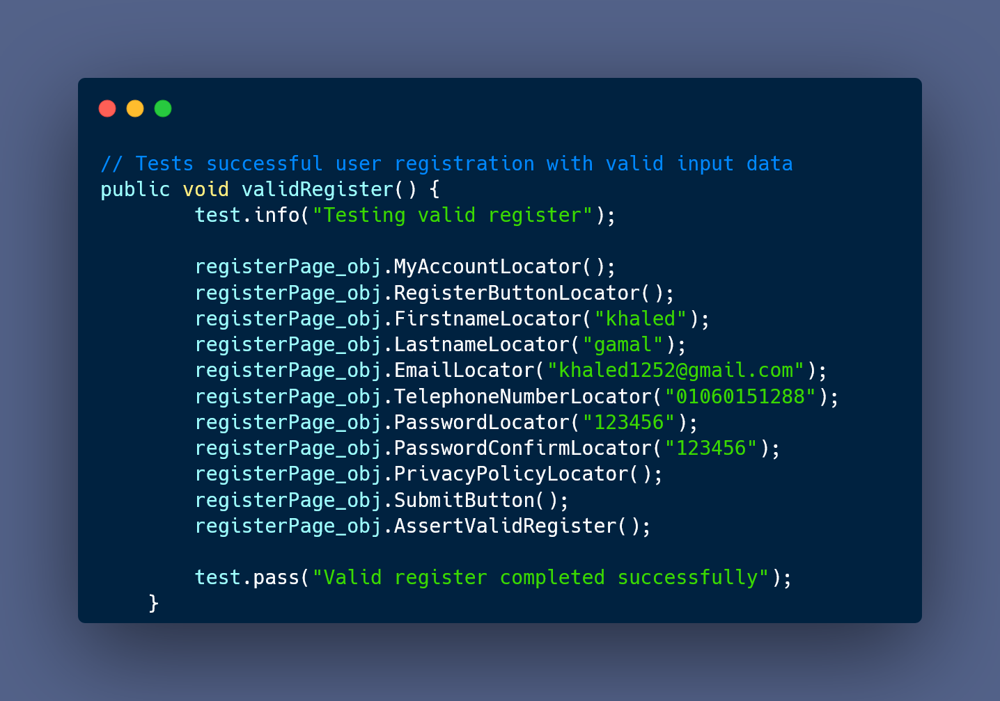 // Tests successful user registration with valid input data
public void validRegister() {
        test.info("Testing valid register");

        registerPage_obj.MyAccountLocator();
        registerPage_obj.RegisterButtonLocator();
        registerPage_obj.FirstnameLocator("khaled");
        registerPage_obj.LastnameLocator("gamal");
        registerPage_obj.EmailLocator("khaled1252@gmail.com");
        registerPage_obj.TelephoneNumberLocator("01060151288");
        registerPage_obj.PasswordLocator("123456");
        registerPage_obj.PasswordConfirmLocator("123456");
        registerPage_obj.PrivacyPolicyLocator();
        registerPage_obj.SubmitButton();
        registerPage_obj.AssertValidRegister();

        test.pass("Valid register completed successfully");
    }